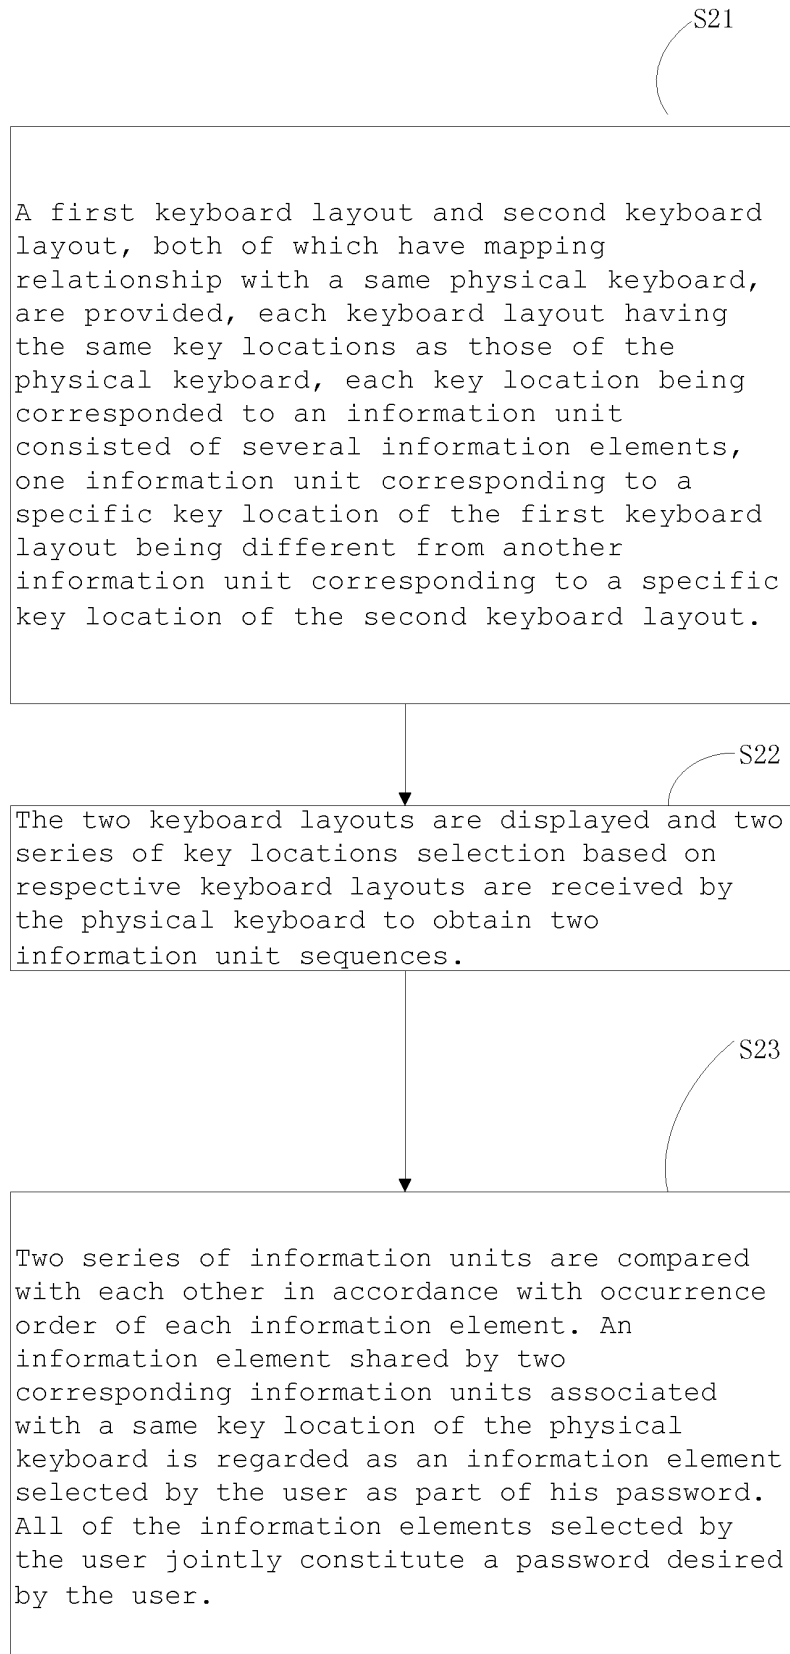 S21
A first keyboard layout and second keyboard
layout, both of which have mapping
relationship with a same physical keyboard,
are provided, each keyboard layout having
the same key locations as those of the
physical keyboard, each key location being
corresponded to an information unit
consisted of several information elements,
one information unit corresponding to a
specific key location of the first keyboard
layout being different from another
information unit corresponding to a specific
key location of the second keyboard layout.
S22
The two keyboard layouts are displayed and two
series of key locations selection based on
respective keyboard layouts are received by
the physical keyboard to obtain two
information unit sequences.
S23
Two series of information units are compared
with each other in accordance with occurrence
order of each information element. An
information element shared by two
corresponding information units associated
with a same key location of the physical
keyboard is regarded as an information element
selected by the user as part of his password.
All of the information elements selected by
the user jointly constitute a password desired
by the user.